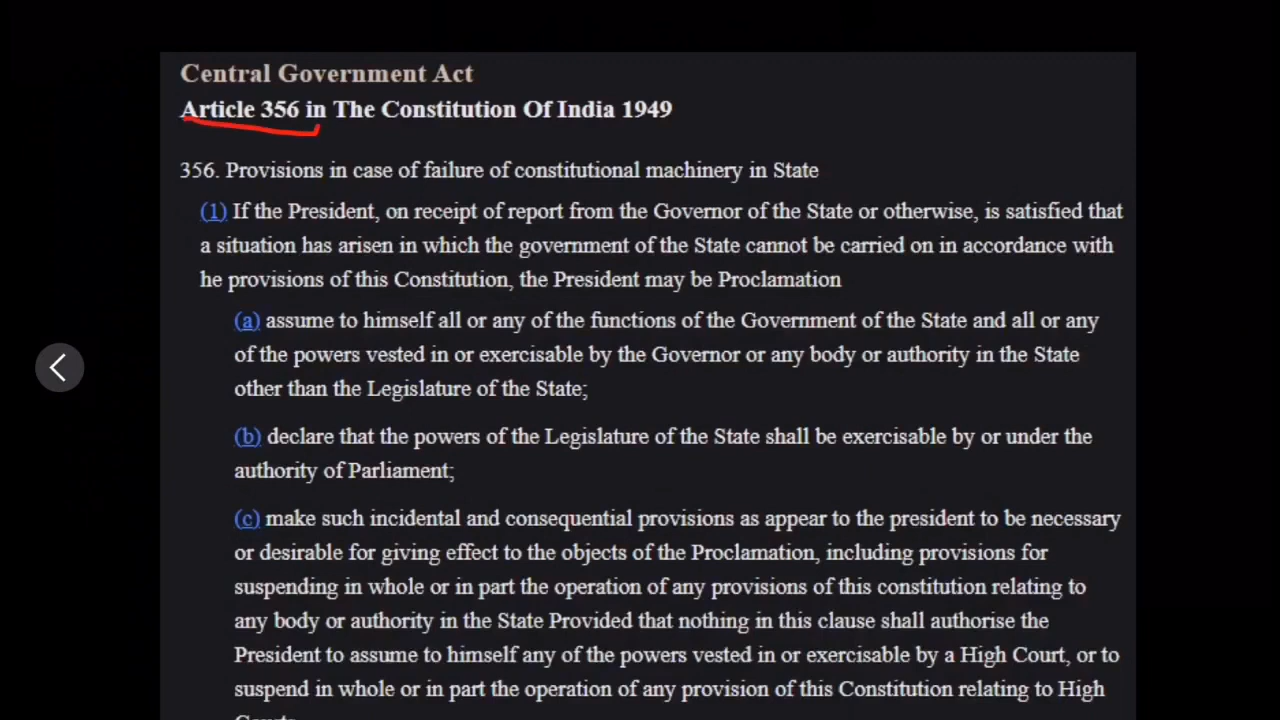 Central Government Act
Article 356 in The Constitution Of India 1949
356. Provisions in case of failure of constitutional machinery in State
(1) If the President, on receipt of report from the Governor of the State or otherwise, is satisfied that
a situation has arisen in which the government of the State cannot be carried on in accordance with
he provisions of this Constitution, the President may be Proclamation
(a) assume to himself all or any of the functions of the Government of the State and all or any
of the powers vested in or exercisable by the Governor or any body or authority in the State
other than the Legislature of the State;
(b) declare that the powers of the Legislature of the State shall be exercisable by or under the
authority of Parliament;
(c) make such incidental and consequential provisions as appear to the president to be necessary
or desirable for giving effect to the objects of the Proclamation, including provisions for
suspending in whole or in part the operation of any provisions of this constitution relating to
any body or authority in the State Provided that nothing in this clause shall authorise the
President to assume to himself any of the powers vested in or exercisable by a High Court, or to
suspend in whole or in part the operation of any provision of this Constitution relating to High